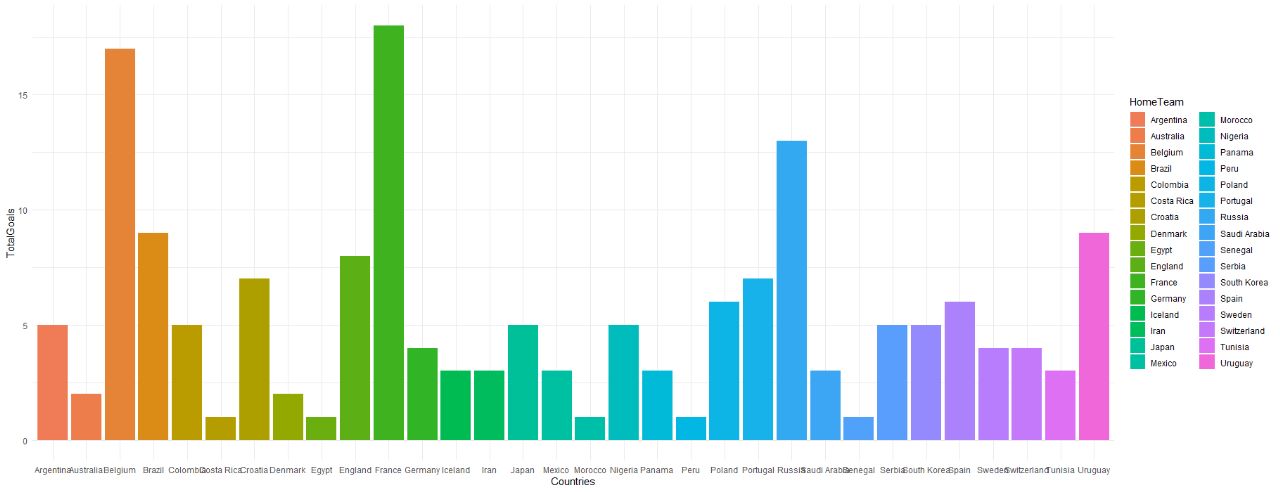 TotalGoals
15
10
5
0
Argentina Australia Belgium Brazil Colombia Costa Rica Croatia Denmark Egypt England France Germany Iceland Iran Japan Mexico Morocco Nigeria Panama Peru Poland Portugal Russia Saudi Arabia Senegal Serbia South Korea Spain Sweden Switzerland Tunisia Uruguay
Countries
HomeTeam
Argentina
Australia
Belgium
Brazil
Colombia
Costa Rica
Croatia
Denmark
Egypt
England
France
Germany
Iceland
Iran
Japan
Mexico
Morocco
Nigeria
Panama
Peru
Poland
Portugal
Russia
Saudi Arabia
Senegal
Serbia
South Korea
Spain
Sweden
Switzerland
Tunisia
Uruguay